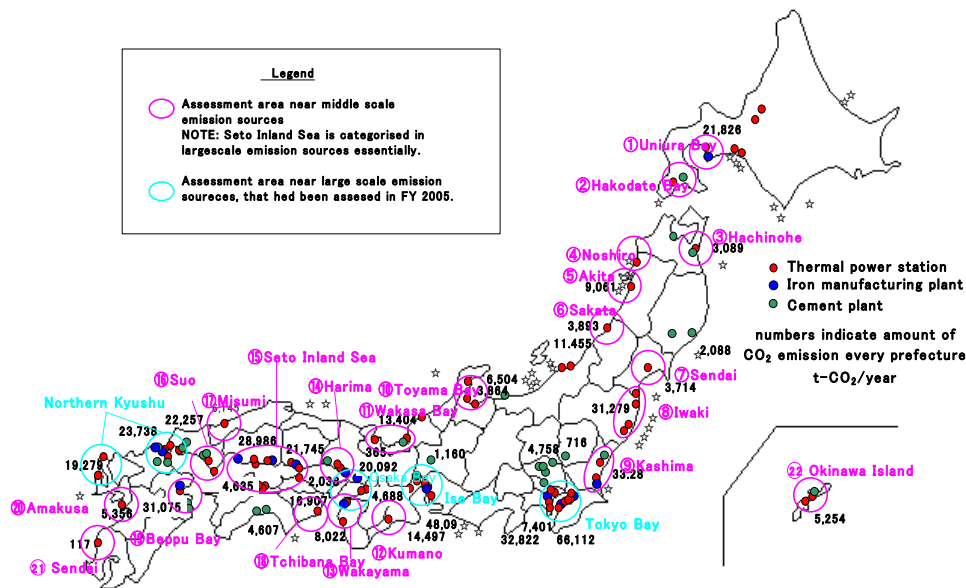 Legend
Assessment area near middle scale
emission sources
NOTE: Seto Inland Sea is categorised in
largescale emission sources essentially.
Assessment area near large scale emission
soureces, that hed been assesed in FY 2005.
21,826
①Uniura Bay
②Hakodate Bay
③Hachinohe
3,089
④Noshiro
⑤Akita
9,061
⑥Sakata
3,893
11.455
Thermal power station
Iron manufacturing plant
Cement plant
numbers indicate amount of
CO₂ emission every prefecture
t-CO₂/year
2,088
⑦Sendai
3,714
⑧Iwaki
31,279
⑮Seto Inland Sea
⑯Suo
⑭Harima
⑩Toyama Bay
6,504
3,864
⑰Misumi
⑪Wakasa Bay
Northern Kyushu
22,257
13,404
365
23,738
28,986
21,745
1,160
4,758
716
⑨Kashima
33.28
19,279
20,092
2,038
Osaka Bay
4,635
4,688
Ise Bay
㉒ Okinawa Island
5,254
⑳Amakusa
5,356
31,075
16,907
4,607
8,022
48,09
14,497
7,401
32,822
66,112
Tokyo Bay
117
⑲Beppu Bay
⑱Tchibana Bay
⑫Kumano
⑬Wakayama
㉑ Sendai